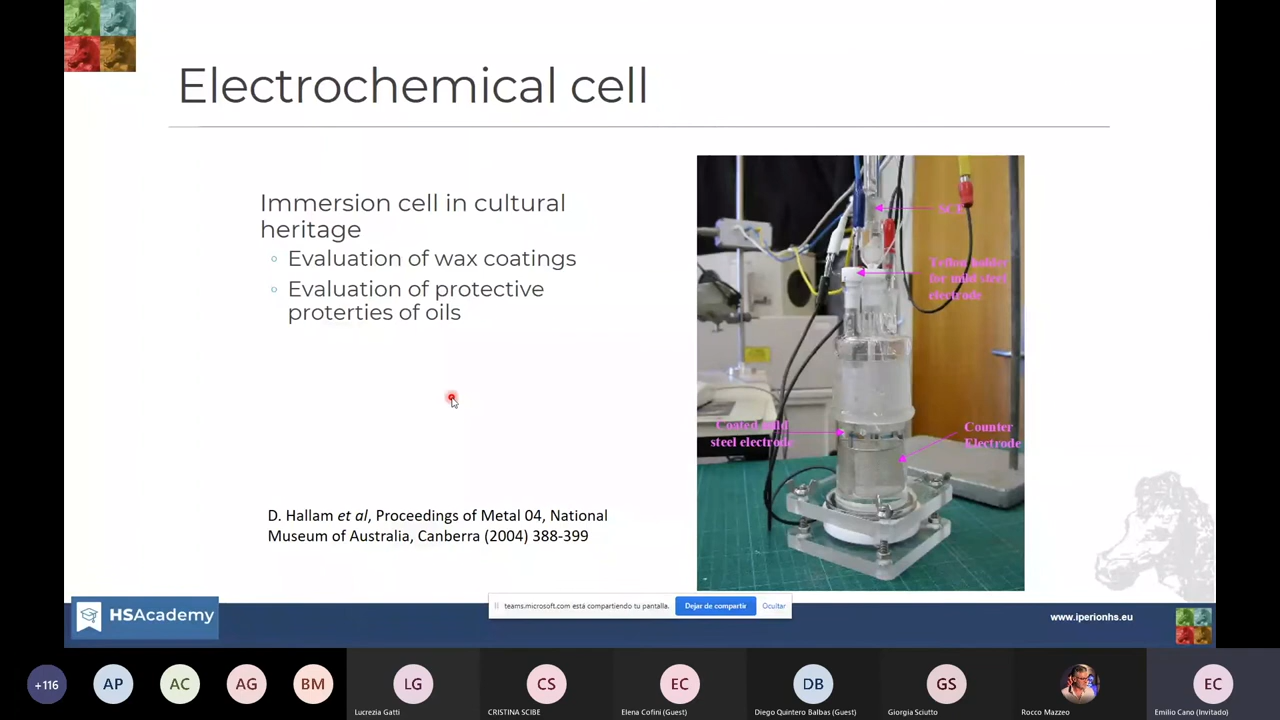 Electrochemical cell
Immersion cell in cultural
heritage
Evaluation of wax coatings
Evaluation of protective
proterties of oils
SCE
Teflon holder
for mild steel
electrode
Coated mild
steel electrode
Counter
Electrode
D. Hallam et al, Proceedings of Metal 04, National
Museum of Australia, Canberra (2004) 388-399
teams.microsoft.com está compartiendo tu pantalla.
Dejar de compartir
Ocultar
HSAcademy
www.iperionhs.eu
+116
AP
AC
AG
BM
LG
CS
EC
DB
GS
EC
Lucrezia Gatti
CRISTINA SCIBE
Elena Cofini (Guest)
Diego Quintero Balbas (Guest)
Giorgia Sciutto
Rocco Mazzeo
Emilio Cano (Invitado)